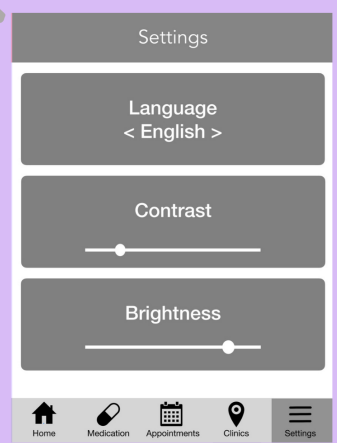 Settings
Language
< English >
Contrast
Brightness
Home
Medication
Appointments
Clinics
Settings